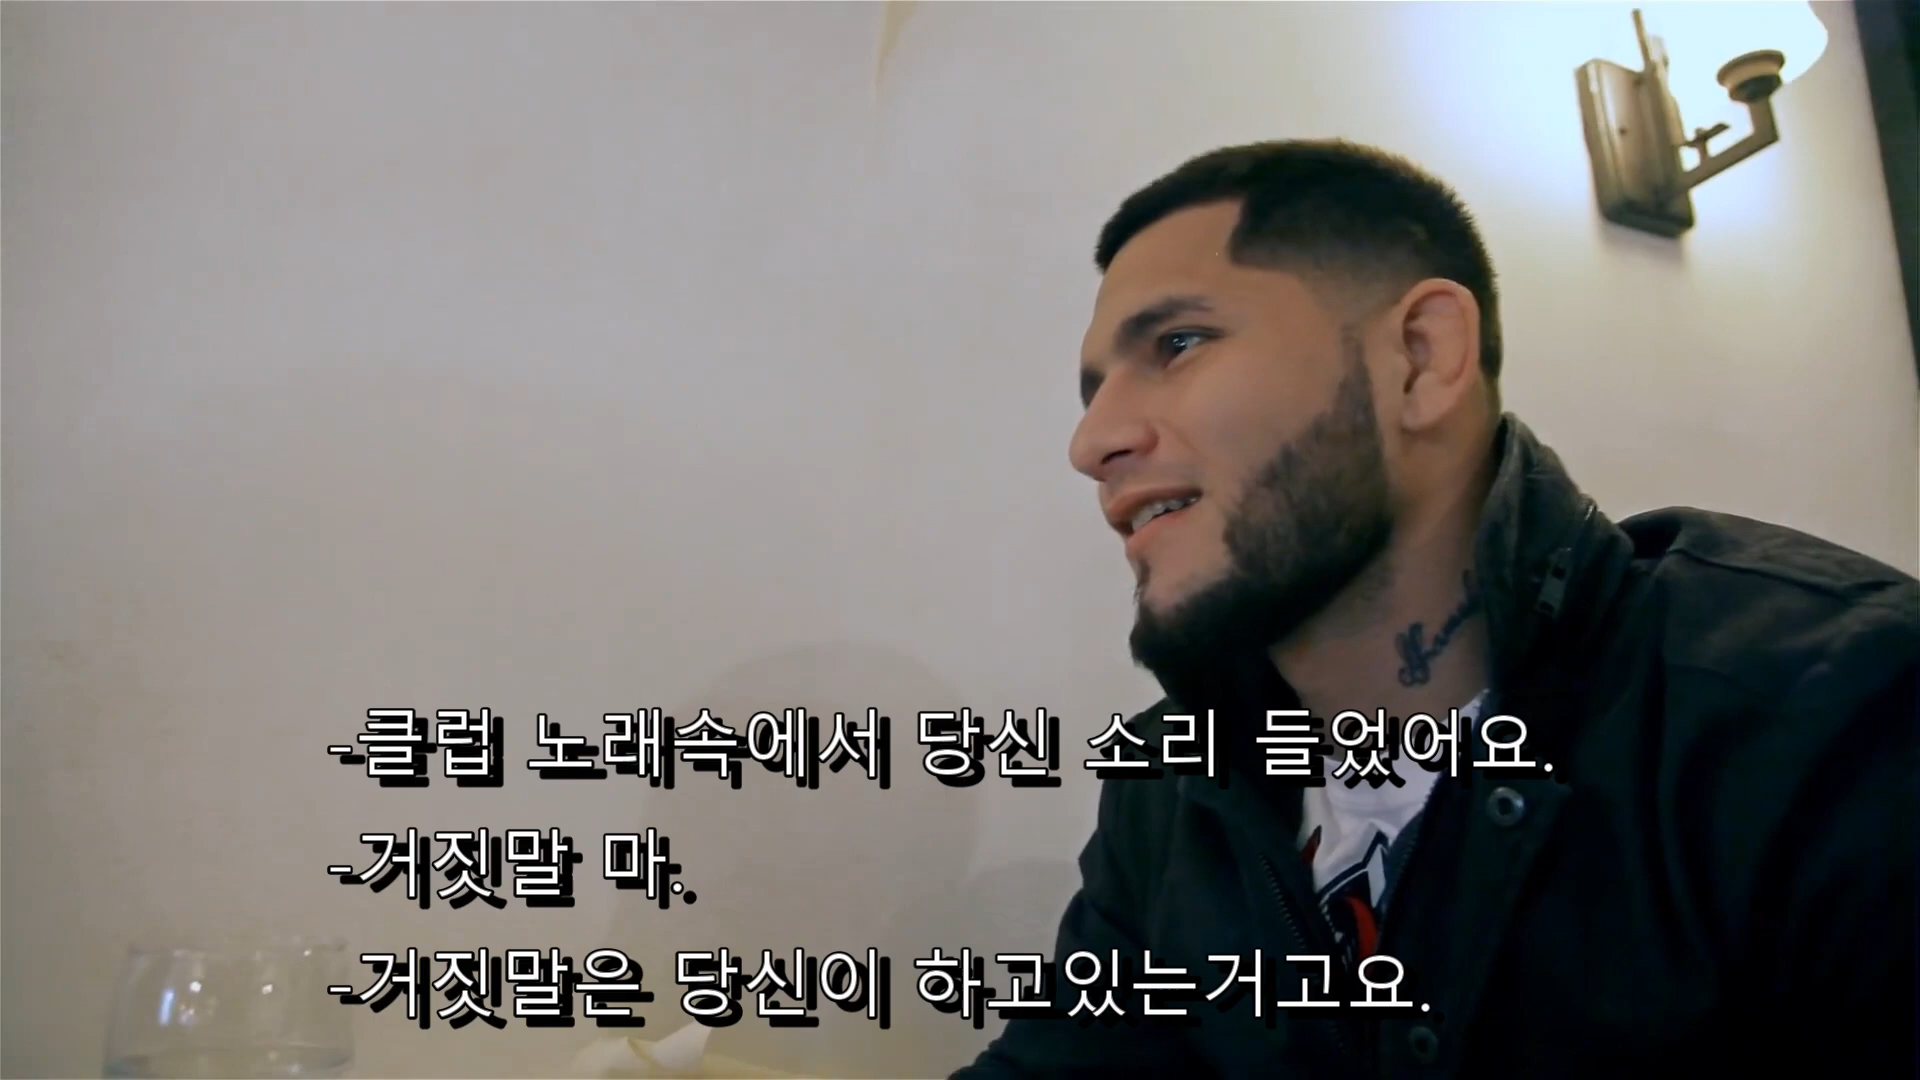 -클럽 노래속에서 당신 소리 들었어요.
-거짓말 마.
-거짓말은 당신이 하고있는거고요.